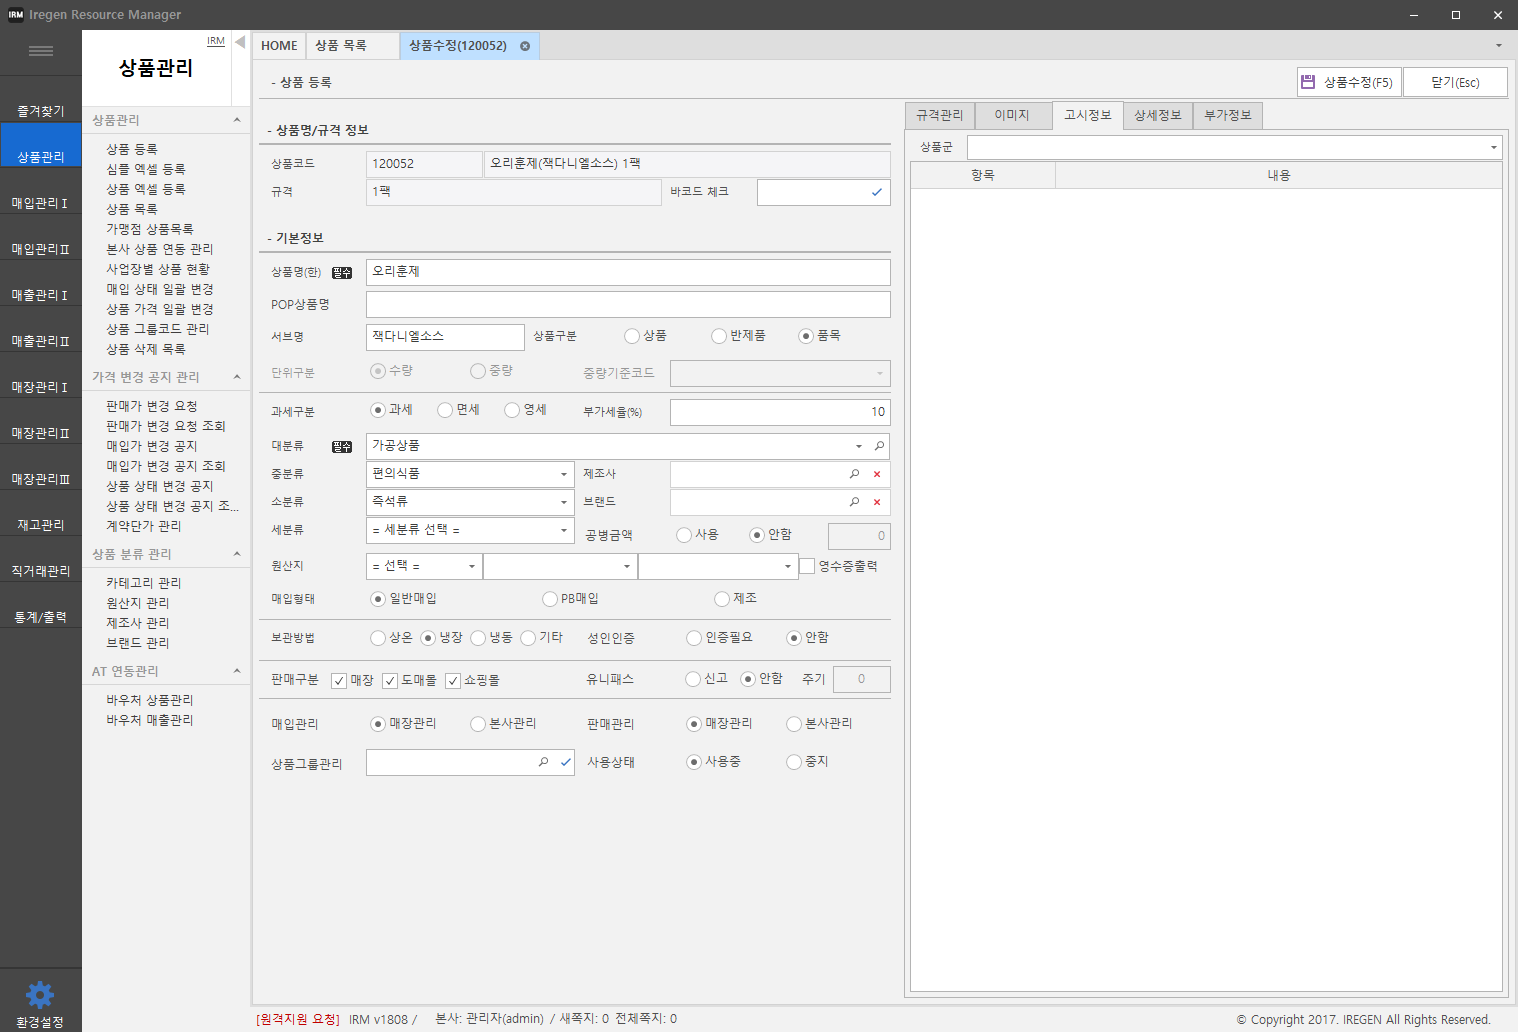 IRM Iregen Resource Manager
즐겨찾기
상품관리
매입관리 I
매입관리 II
매출관리 I
매출관리 II
매장관리 I
매장관리 II
매장관리 III
재고관리
직거래관리
통계/출력
환경설정
IRM
상품관리
상품관리
상품 등록
심플 엑셀 등록
상품 엑셀 등록
상품 목록
가맹점 상품목록
본사 상품 연동 관리
사업장별 상품 현황
매입 상태 일괄 변경
상품 가격 일괄 변경
상품 그룹코드 관리
상품 삭제 목록
가격 변경 공지 관리
판매가 변경 요청
판매가 변경 요청 조회
매입가 변경 공지
매입가 변경 공지 조회
상품 상태 변경 공지
상품 상태 변경 공지 조...
계약단가 관리
상품 분류 관리
카테고리 관리
원산지 관리
제조사 관리
브랜드 관리
AT 연동관리
바우처 상품관리
바우처 매출관리
HOME 상품 목록 상품수정(120052)
- 상품 등록
상품수정(F5) 닫기(Esc)
- 상품명/규격 정보
상품코드 120052 오리훈제(잭다니엘소스) 1팩
규격 1팩 바코드 체크
- 기본정보
상품명(한) 필수 오리훈제
POP상품명
서브명 잭다니엘소스 상품구분 상품 반제품 품목
단위구분 수량 중량 중량기준코드
과세구분 과세 면세 영세 부가세율(%) 10
대분류 필수 가공상품
중분류 편의식품 제조사
소분류 즉석류 브랜드
세분류 = 세분류 선택 = 공병금액 사용 안함 0
원산지 = 선택 = 영수증출력
매입형태 일반매입 PB매입 제조
보관방법 상온 냉장 냉동 기타 성인인증 인증필요 안함
판매구분 매장 도매몰 쇼핑몰 유니패스 신고 안함 주기 0
매입관리 매장관리 본사관리 판매관리 매장관리 본사관리
상품그룹관리 사용상태 사용중 중지
규격관리 이미지 고시정보 상세정보 부가정보
상품군
항목 내용
[원격지원 요청] IRM v1808 / 본사: 관리자(admin) / 새쪽지: 0 전체쪽지: 0
© Copyright 2017. IREGEN All Rights Reserved.